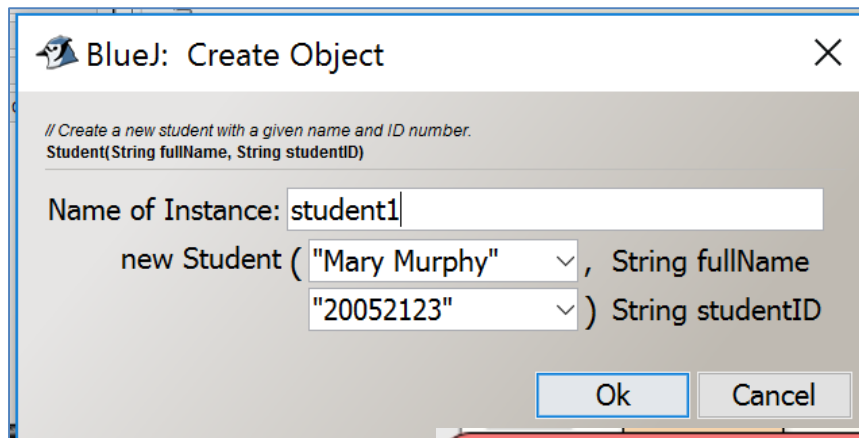 BlueJ: Create Object
// Create a new student with a given name and ID number.
Student(String fullName, String studentID)
Name of Instance: student1
new Student ( "Mary Murphy" , String fullName
"20052123" ) String studentID
Ok Cancel